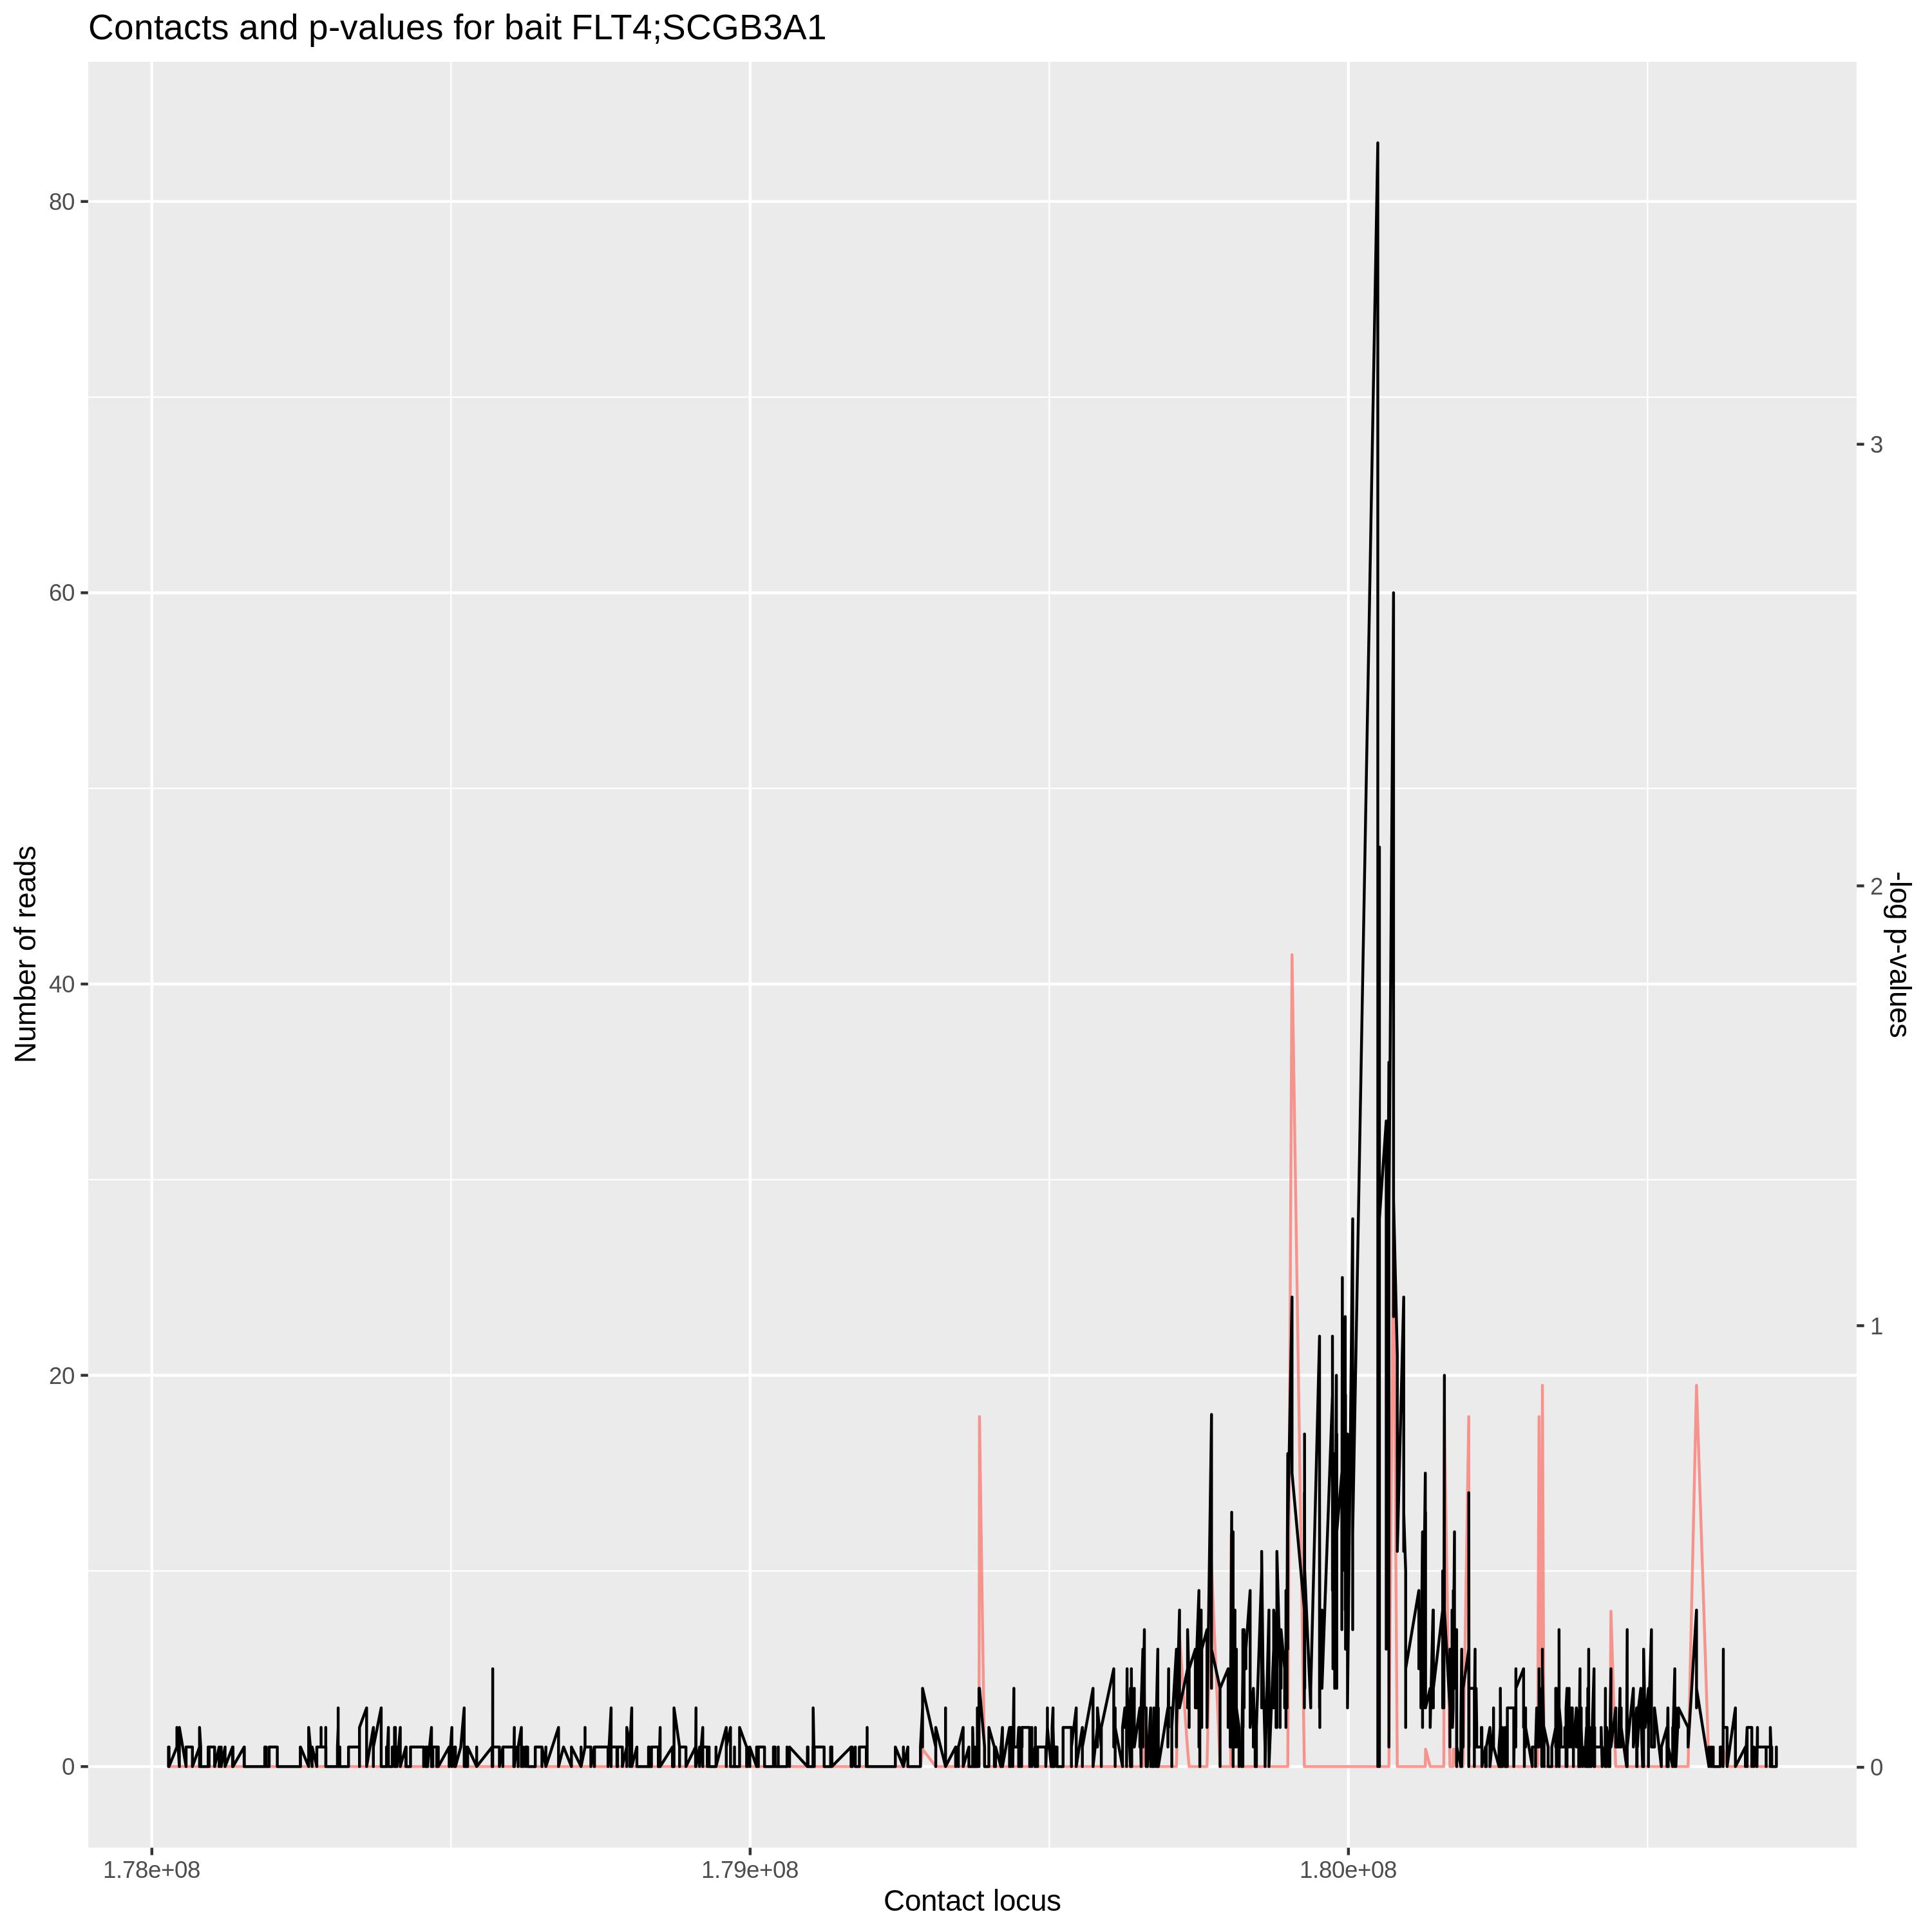 Contacts and p-values for bait FLT4;SCGB3A1
80
60
40
20
0
Number of reads
3
2
1
0
-log p-values
1.78e+08
1.79e+08
1.80e+08
Contact locus